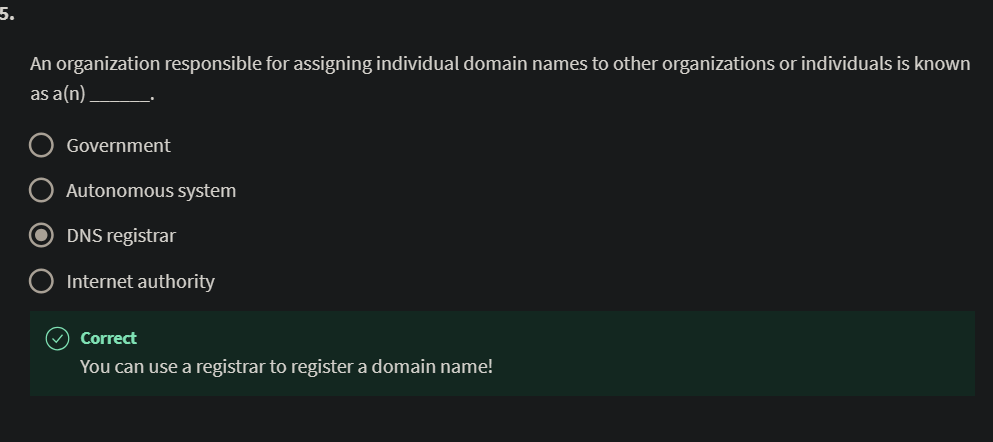 5.
An organization responsible for assigning individual domain names to other organizations or individuals is known
as a(n) ______.
Government
Autonomous system
DNS registrar
Internet authority
Correct
You can use a registrar to register a domain name!